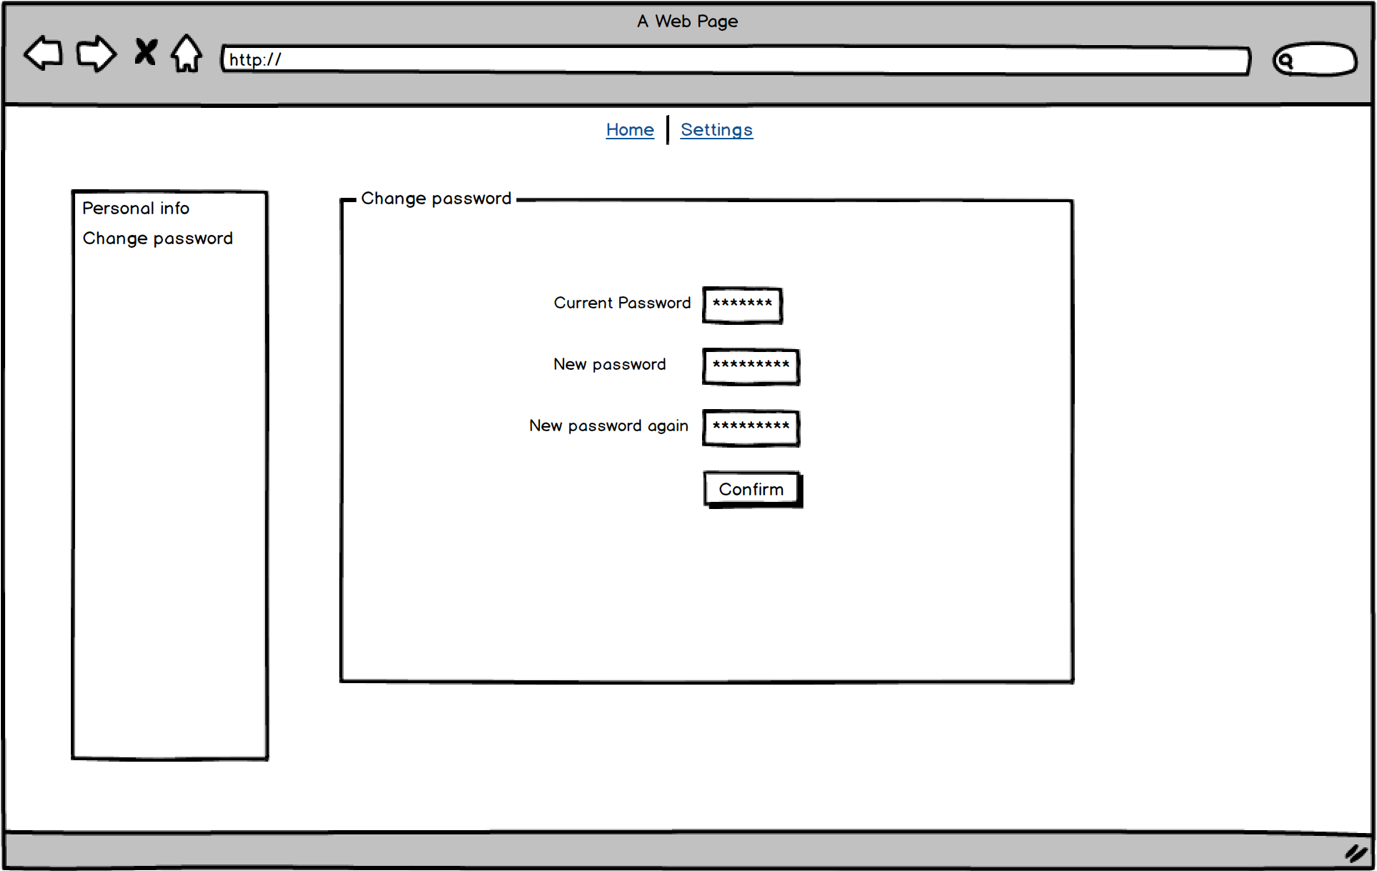 A Web Page
http://
Home | Settings
Personal info
Change password
Change password
Current Password *******
New password *********
New password again *********
Confirm